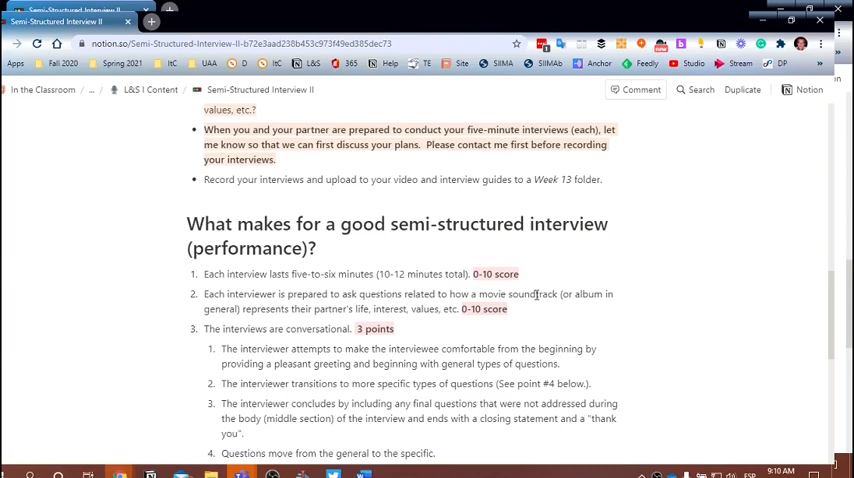 Semi-Structured Interview II
Semi-Structured Interview II
notion.so/Semi-Structured-Interview-II-b72e3aad238b453c973f49ed385dec73
Apps Fall 2020 Spring 2021 ItC UAA D ItC L&S 365 Help TE Site SIIMA SIIMAb Anchor Feedly Studio Stream DP
In the Classroom / ... / L&S I Content / Semi-Structured Interview II Comment Search Duplicate Notion
values, etc.?
When you and your partner are prepared to conduct your five-minute interviews (each), let
me know so that we can first discuss your plans. Please contact me first before recording
your interviews.
Record your interviews and upload to your video and interview guides to a Week 13 folder.
What makes for a good semi-structured interview
(performance)?
1. Each interview lasts five-to-six minutes (10-12 minutes total). 0-10 score
2. Each interviewer is prepared to ask questions related to how a movie soundtrack (or album in
general) represents their partner's life, interest, values, etc. 0-10 score
3. The interviews are conversational. 3 points
1. The interviewer attempts to make the interviewee comfortable from the beginning by
providing a pleasant greeting and beginning with general types of questions.
2. The interviewer transitions to more specific types of questions (See point #4 below.).
3. The interviewer concludes by including any final questions that were not addressed during
the body (middle section) of the interview and ends with a closing statement and a "thank
you".
4. Questions move from the general to the specific.
ESP 9:10 AM